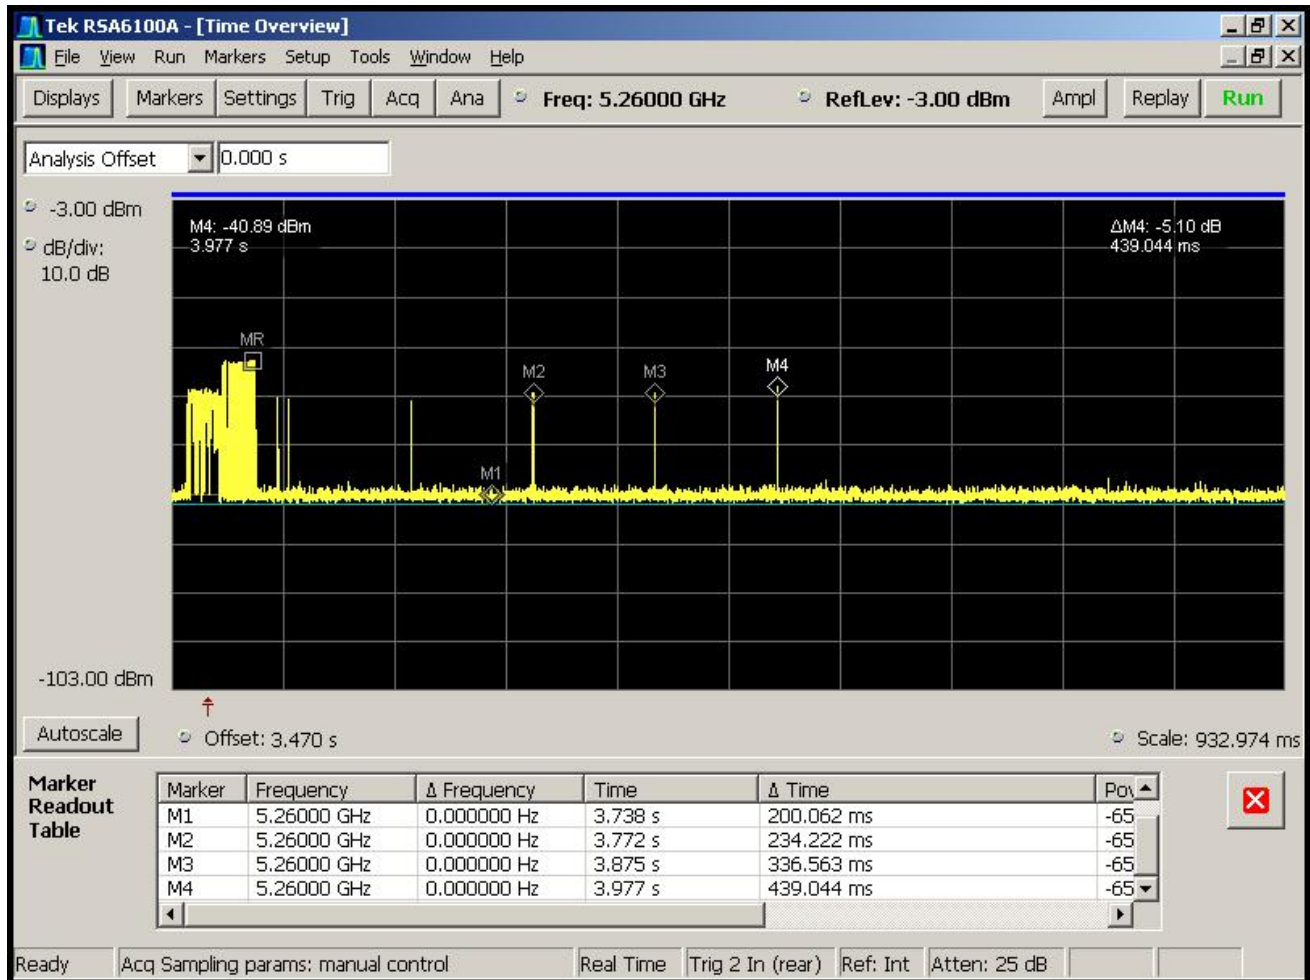 Tek RSA6100A - [Time Overview]
File View Run Markers Setup Tools Window Help
Displays Markers Settings Trig Acq Ana Freq: 5.26000 GHz RefLev: -3.00 dBm Ampl Replay Run
Analysis Offset 0.000 s
-3.00 dBm
dB/div:
10.0 dB
M4: -40.89 dBm
3.977 s
ΔM4: -5.10 dB
439.044 ms
MR
M2 M3 M4
M1
-103.00 dBm
Autoscale Offset: 3.470 s Scale: 932.974 ms
Marker
Readout
Table
Marker Frequency Δ Frequency Time Δ Time
M1 5.26000 GHz 0.000000 Hz 3.738 s 200.062 ms -65
M2 5.26000 GHz 0.000000 Hz 3.772 s 234.222 ms -65
M3 5.26000 GHz 0.000000 Hz 3.875 s 336.563 ms -65
M4 5.26000 GHz 0.000000 Hz 3.977 s 439.044 ms -65
Ready Acq Sampling params: manual control Real Time Trig 2 In (rear) Ref: Int Atten: 25 dB